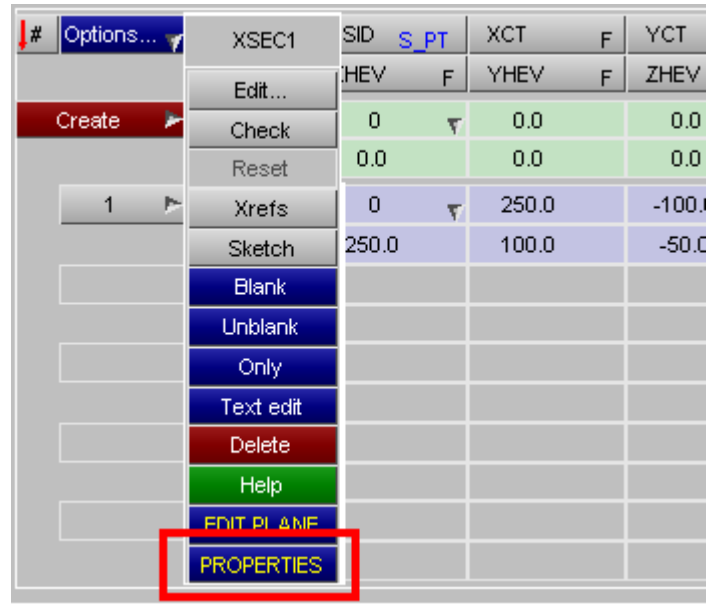 # Options... XSEC1 SID S_PT XCT F YCT
Edit... HEV F YHEV F ZHEV
Create Check 0 0.0 0.0
Reset 0.0 0.0 0.0
1 Xrefs 0 250.0 -100.
Sketch 250.0 100.0 -50.0
Blank
Unblank
Only
Text edit
Delete
Help
EDIT PLANE
PROPERTIES